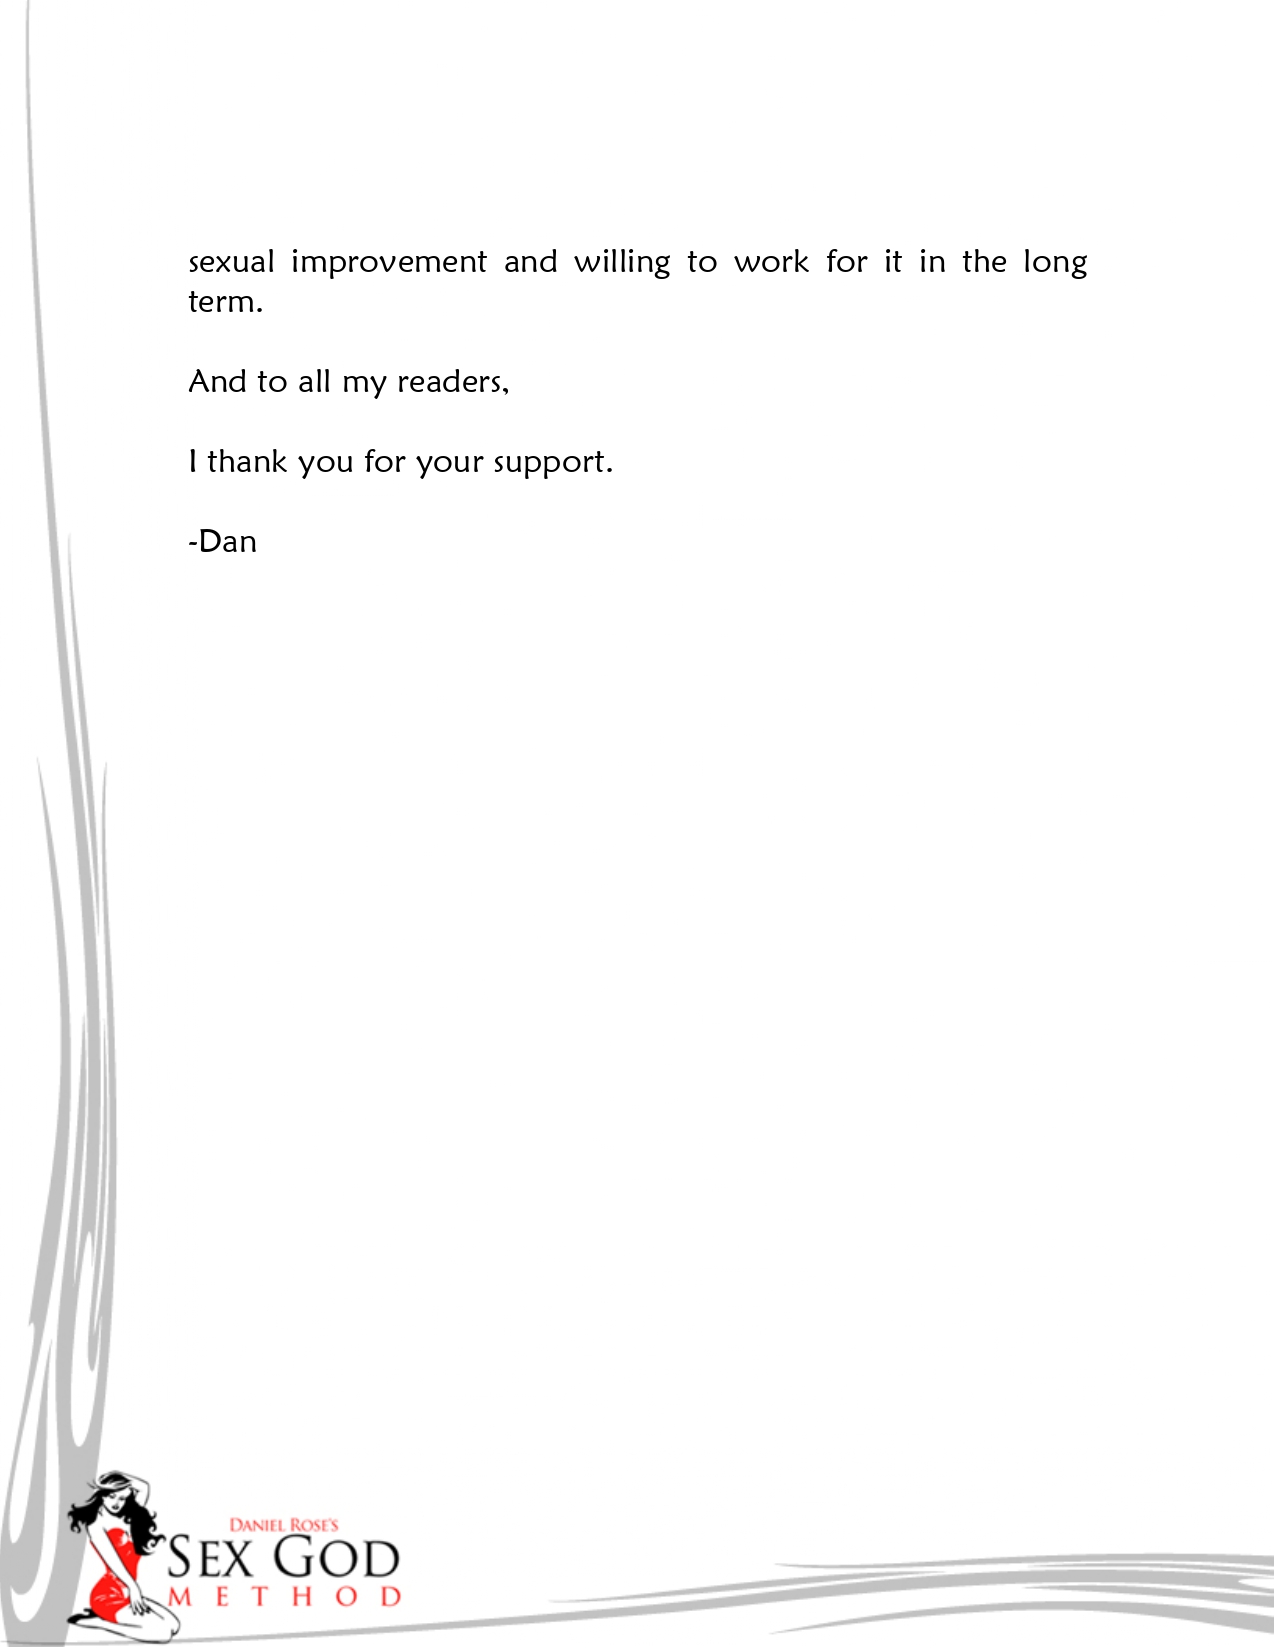 sexual improvement and willing to work for it in the long
term.
And to all my readers,
I thank you for your support.
-Dan
DANIEL ROSE'S
SEX GOD
METHOD